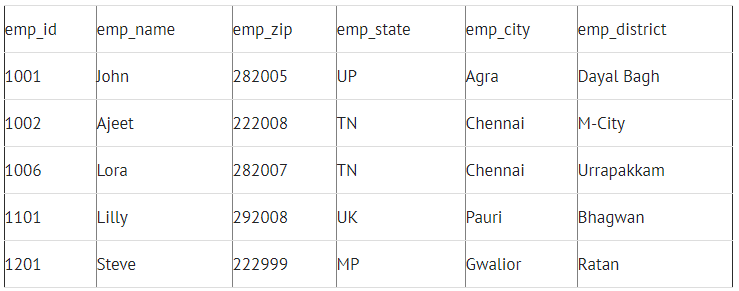 emp_id emp_name emp_zip emp_state emp_city emp_district
1001 John 282005 UP Agra Dayal Bagh
1002 Ajeet 222008 TN Chennai M-City
1006 Lora 282007 TN Chennai Urrapakkam
1101 Lilly 292008 UK Pauri Bhagwan
1201 Steve 222999 MP Gwalior Ratan